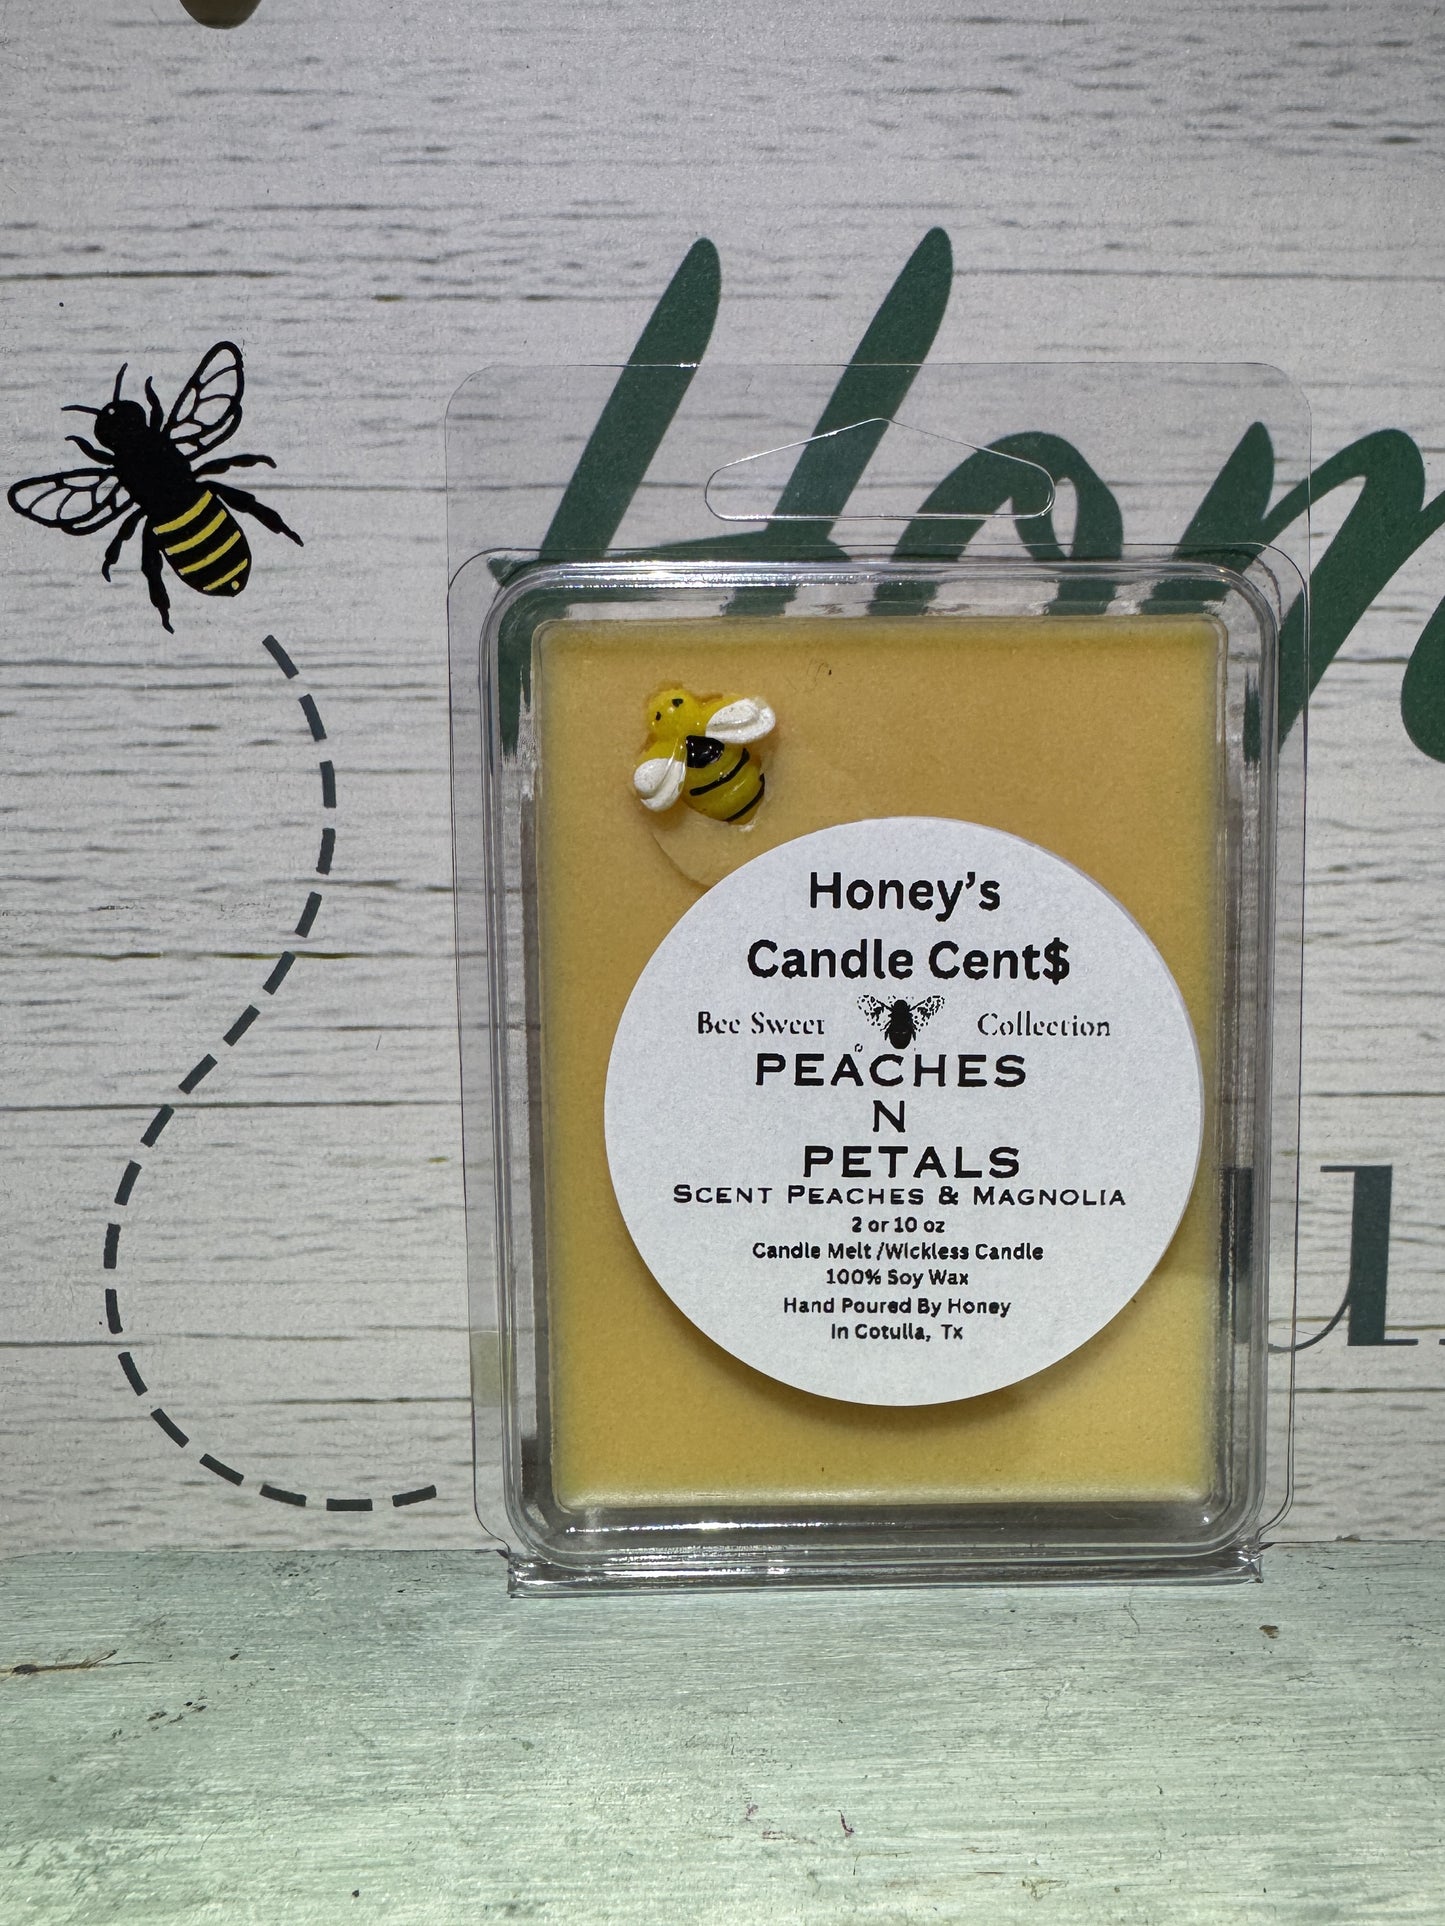 Honey's
Candle Cent$
Bee Sweet Collection
PEACHES
N
PETALS
SCENT PEACHES & MAGNOLIA
2 or 10 oz
Candle Melt /Wickless Candle
100% Soy Wax
Hand Poured By Honey
In Cotulla, Tx